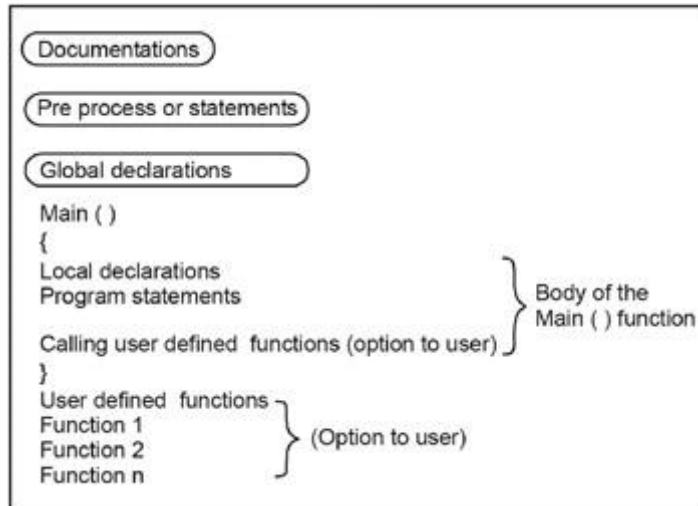 Documentations
Pre process or statements
Global declarations
Main ( )
{
Local declarations
Program statements
Body of the
Main ( ) function
Calling user defined functions (option to user)
}
User defined functions
Function 1
Function 2
(Option to user)
Function n